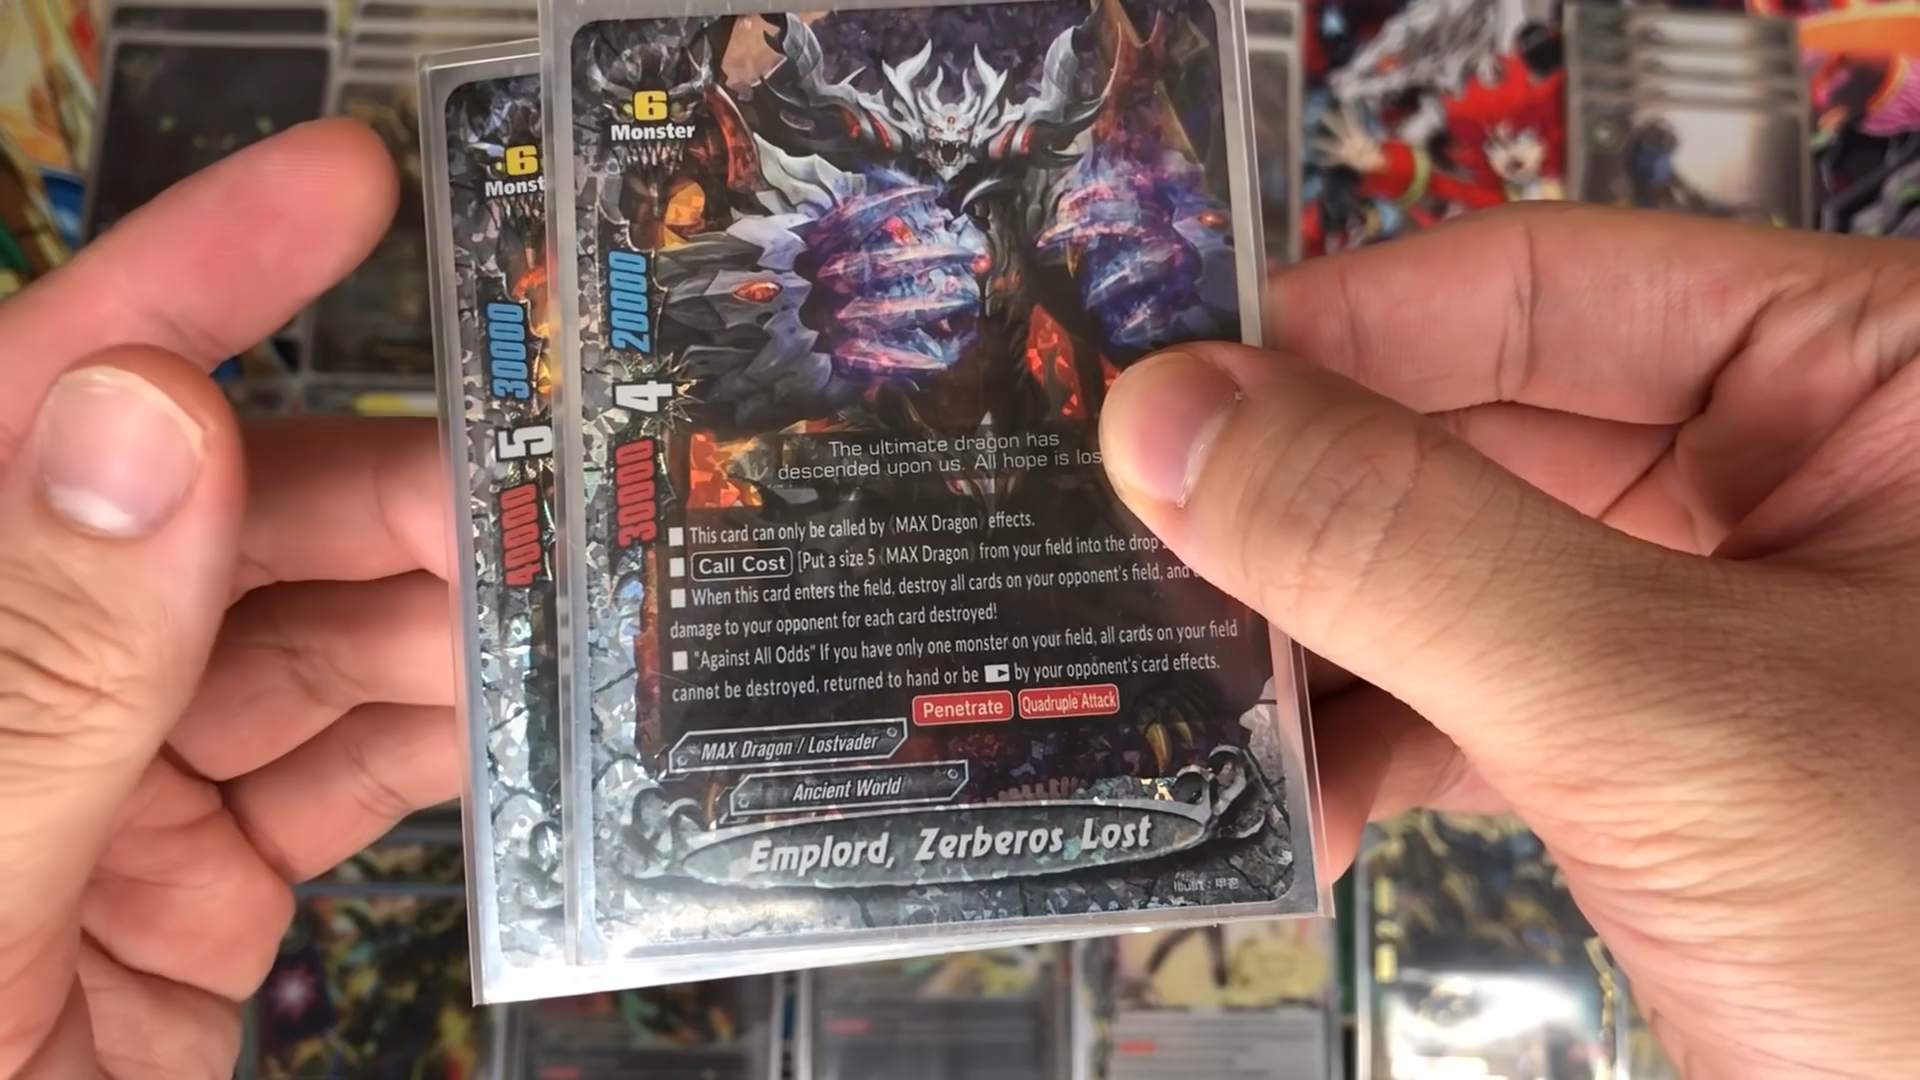 6
Monst
30000
5
40000
6
Monster
20000
4
30000
The ultimate dragon has
descended upon us. All hope is los
■ This card can only be called by 《MAX Dragon》 effects.
■ Call Cost [Put a size 5 《MAX Dragon》 from your field into the drop
■ When this card enters the field, destroy all cards on your opponent's field, and
damage to your opponent for each card destroyed!
■ "Against All Odds" If you have only one monster on your field, all cards on your field
cannot be destroyed, returned to hand or be by your opponent's card effects.
Penetrate Quadruple Attack
MAX Dragon / Lostvader
Ancient World
Emplord, Zerberos Lost
Illust: